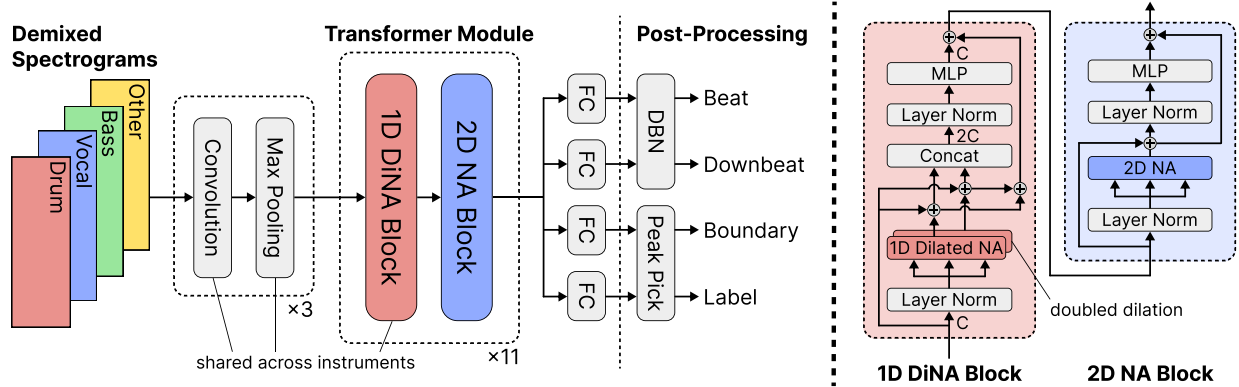 Demixed
Spectrograms
Other
Bass
Vocal
Drum
Convolution
Max Pooling
×3
shared across instruments
Transformer Module
1D DiNA Block
2D NA Block
×11
FC
FC
FC
FC
Post-Processing
DBN
Peak Pick
Beat
Downbeat
Boundary
Label
C
MLP
Layer Norm
2C
Concat
1D Dilated NA
Layer Norm
C
doubled dilation
1D DiNA Block
MLP
Layer Norm
2D NA
Layer Norm
2D NA Block